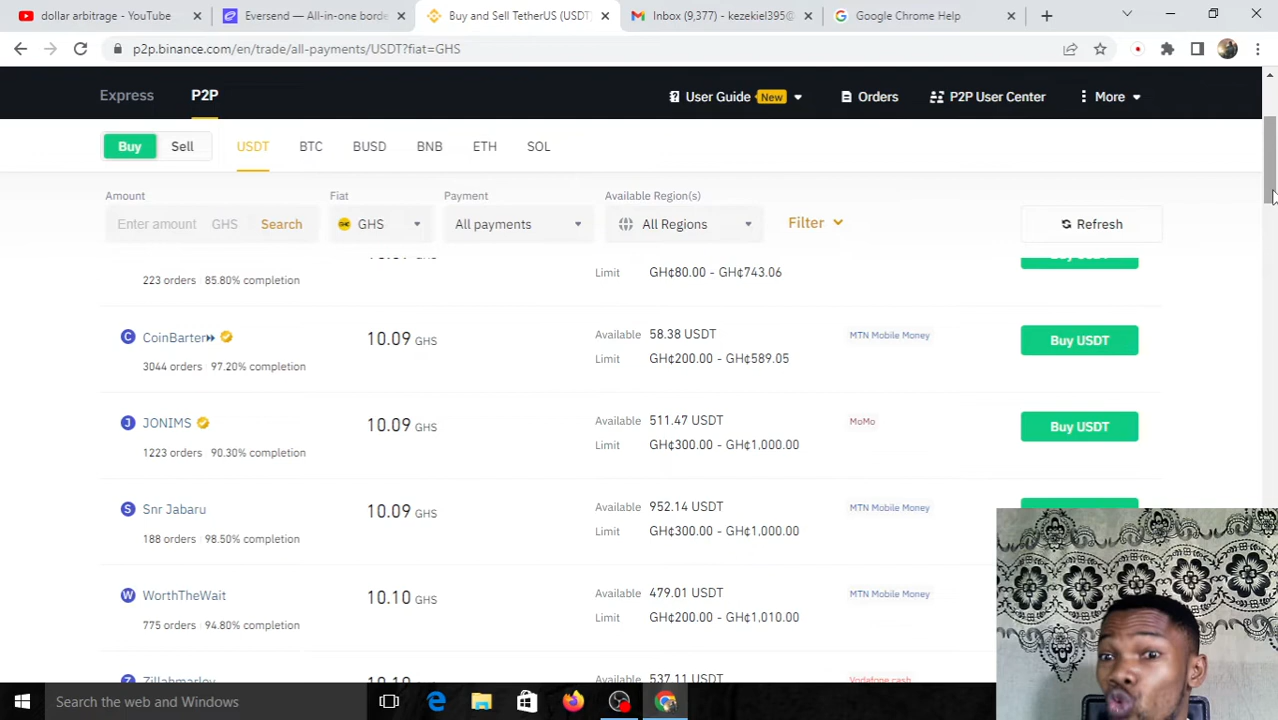 dollar arbitrage - YouTube
Eversend — All-in-one borde
Buy and Sell TetherUS (USDT)
Inbox (9,377) - kezekiel395@
Google Chrome Help
p2p.binance.com/en/trade/all-payments/USDT?fiat=GHS
Express P2P User Guide New Orders P2P User Center More
Buy Sell USDT BTC BUSD BNB ETH SOL
Amount Fiat Payment Available Region(s)
Enter amount GHS Search GHS All payments All Regions Filter Refresh
Limit GH₵80.00 - GH₵743.06
223 orders 85.80% completion
CoinBarter 10.09 GHS Available 58.38 USDT MTN Mobile Money Buy USDT
3044 orders 97.20% completion Limit GH₵200.00 - GH₵589.05
JONIMS 10.09 GHS Available 511.47 USDT MoMo Buy USDT
1223 orders 90.30% completion Limit GH₵300.00 - GH₵1,000.00
Snr Jabaru 10.09 GHS Available 952.14 USDT MTN Mobile Money
188 orders 98.50% completion Limit GH₵300.00 - GH₵1,000.00
WorthTheWait 10.10 GHS Available 479.01 USDT MTN Mobile Money
775 orders 94.80% completion Limit GH₵200.00 - GH₵1,010.00
Zillahmarley Available 537.11 USDT Vodafone cash
Search the web and Windows